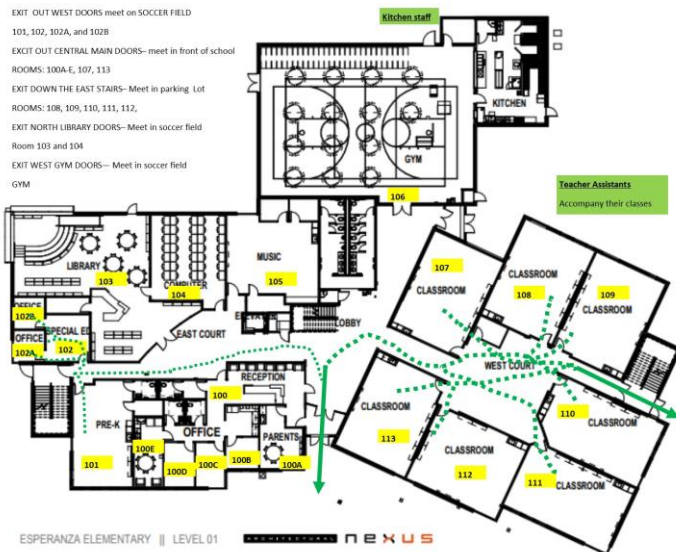 EXIT OUT WEST DOORS meet on SOCCER FIELD
101, 102, 102A, and 102B
EXCIT OUT CENTRAL MAIN DOORS– meet in front of school
ROOMS: 100A-E, 107, 113
EXIT DOWN THE EAST STAIRS– Meet in parking Lot
ROOMS: 108, 109, 110, 111, 112,
EXIT NORTH LIBRARY DOORS– Meet in soccer field
Room 103 and 104
EXIT WEST GYM DOORS— Meet in soccer field
GYM
Kitchen staff
KITCHEN
GYM
106
Teacher Assistants
Accompany their classes
LIBRARY
103
COMPUTER
104
MUSIC
105
107
CLASSROOM
CLASSROOM
108
109
CLASSROOM
OFFICE
102B
SPECIAL ED
OFFICE
102
102A
EAST COURT
ELEVATOR
LOBBY
WEST COURT
RECEPTION
100
PRE-K
OFFICE
PARENTS
101
100E
100D
100C
100B
100A
CLASSROOM
113
CLASSROOM
112
110
CLASSROOM
111
CLASSROOM
ESPERANZA ELEMENTARY || LEVEL 01
ARCHITECTURAL nexus